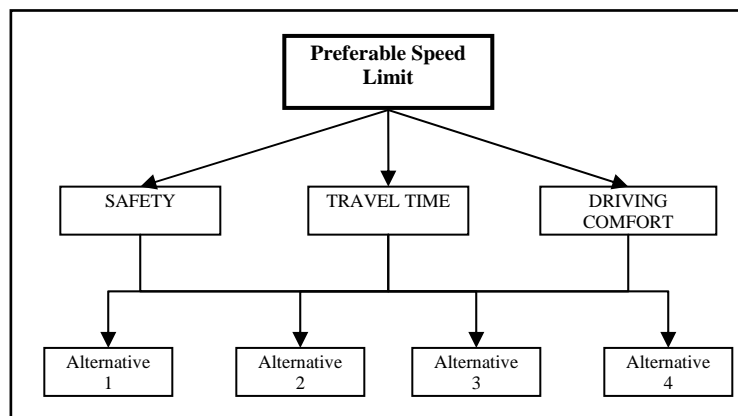 Preferable Speed
Limit
SAFETY
TRAVEL TIME
DRIVING
COMFORT
Alternative
1
Alternative
2
Alternative
3
Alternative
4